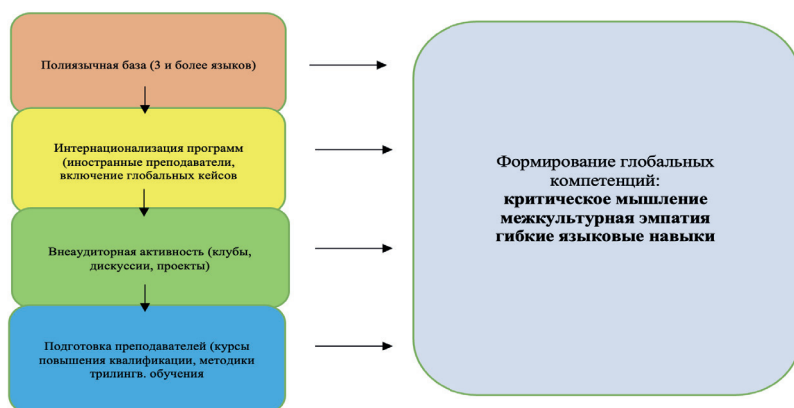 Полиязычная база (3 и более языков)
Интернационализация программ
(иностранные преподаватели,
включение глобальных кейсов
Внеаудиторная активность (клубы,
дискуссии, проекты)
Подготовка преподавателей (курсы
повышения квалификации, методики
трилингв. обучения
Формирование глобальных
компетенций:
критическое мышление
межкультурная эмпатия
гибкие языковые навыки